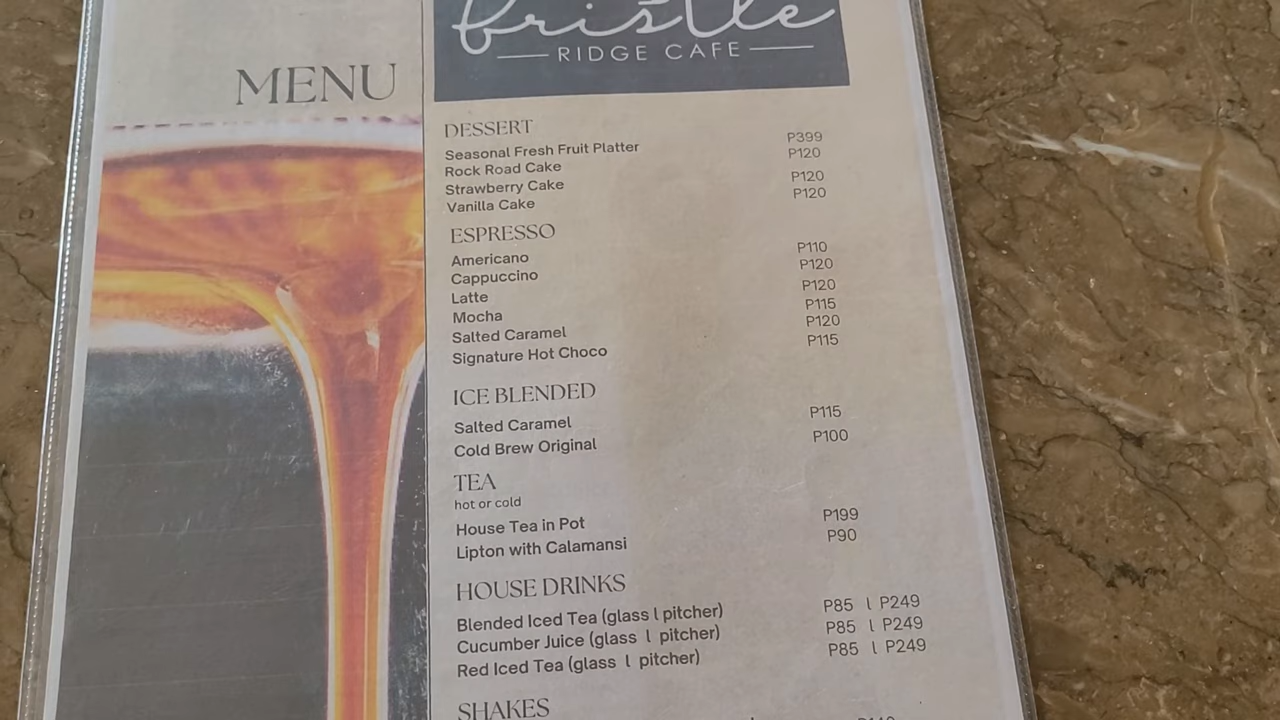 MENU
bristle
RIDGE CAFE
DESSERT
Seasonal Fresh Fruit Platter P399
Rock Road Cake P120
Strawberry Cake P120
Vanilla Cake P120
ESPRESSO
Americano P110
Cappuccino P120
Latte P120
Mocha P115
Salted Caramel P120
Signature Hot Choco P115
ICE BLENDED
Salted Caramel P115
Cold Brew Original P100
TEA
hot or cold
House Tea in Pot P199
Lipton with Calamansi P90
HOUSE DRINKS
Blended Iced Tea (glass l pitcher) P85 l P249
Cucumber Juice (glass l pitcher) P85 l P249
Red Iced Tea (glass l pitcher) P85 l P249
SHAKES